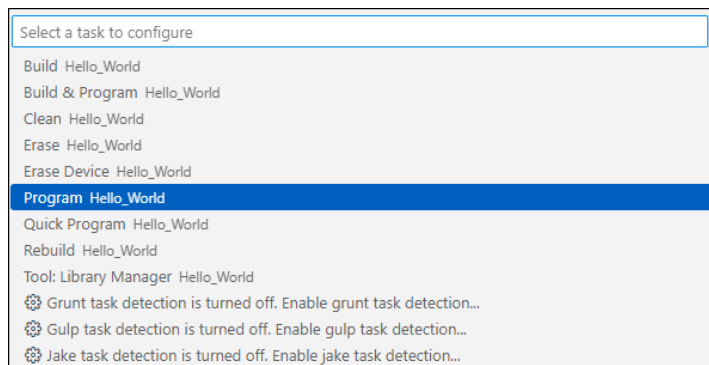 Select a task to configure
Build Hello_World
Build & Program Hello_World
Clean Hello_World
Erase Hello_World
Erase Device Hello_World
Program Hello_World
Quick Program Hello_World
Rebuild Hello_World
Tool: Library Manager Hello_World
Grunt task detection is turned off. Enable grunt task detection...
Gulp task detection is turned off. Enable gulp task detection...
Jake task detection is turned off. Enable jake task detection...